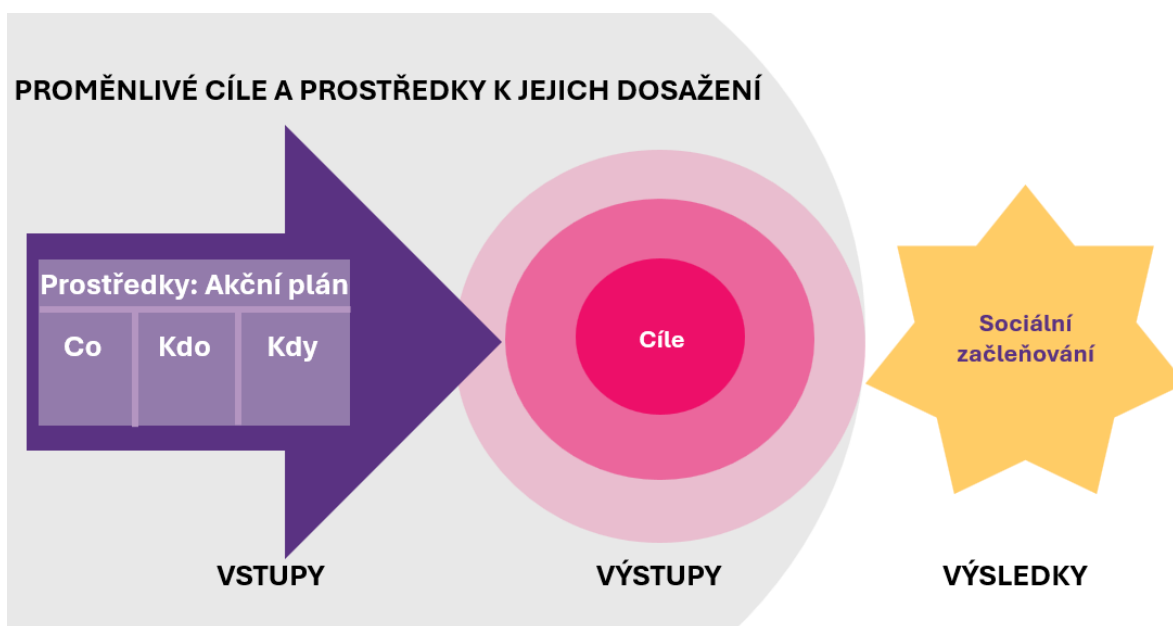 PROMĚNLIVÉ CÍLE A PROSTŘEDKY K JEJICH DOSAŽENÍ
Prostředky: Akční plán
Co
Kdo
Kdy
Cíle
Sociální
začleňování
VSTUPY
VÝSTUPY
VÝSLEDKY